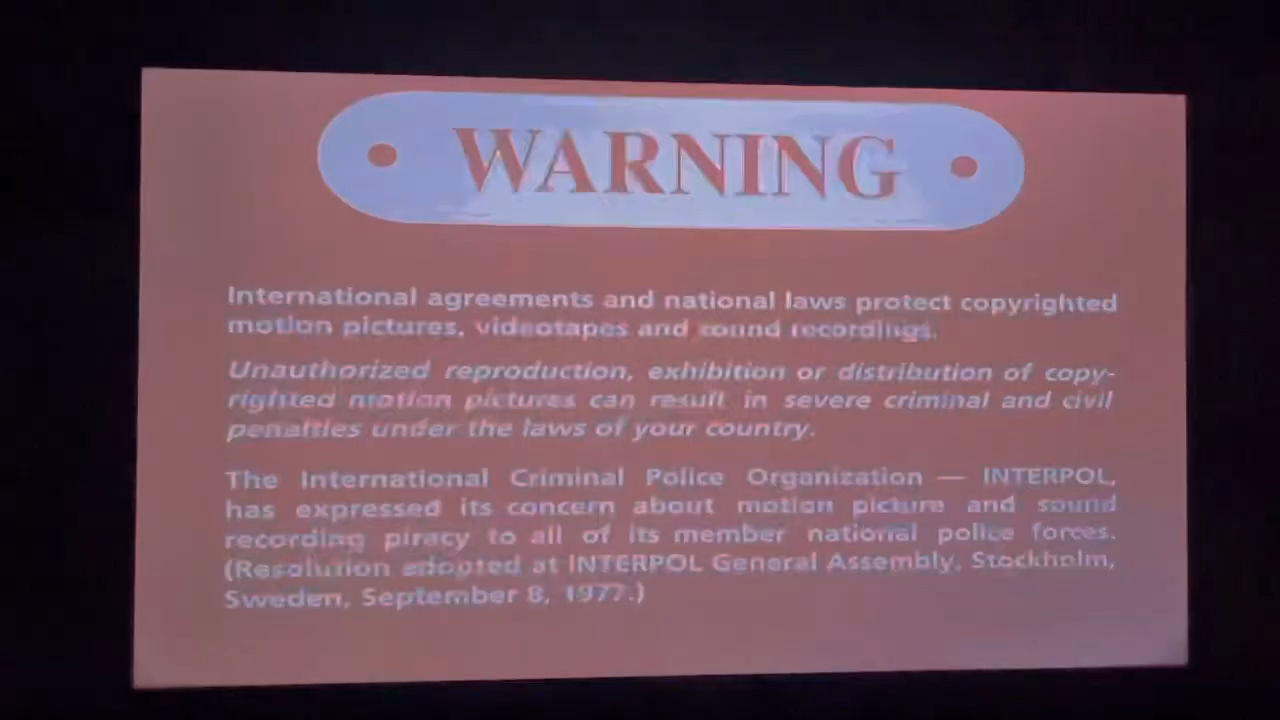 WARNING
International agreements and national laws protect copyrighted
motion pictures, videotapes and sound recordings.
Unauthorized reproduction, exhibition or distribution of copy-
righted motion pictures can result in severe criminal and civil
penalties under the laws of your country.
The International Criminal Police Organization — INTERPOL,
has expressed its concern about motion picture and sound
recording piracy to all of its member national police forces.
(Resolution adopted at INTERPOL General Assembly, Stockholm,
Sweden, September 8, 1977.)